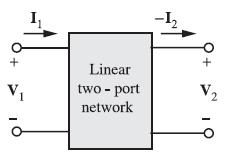 I1 -I2
+ Linear +
V1 two - port V2
- network -